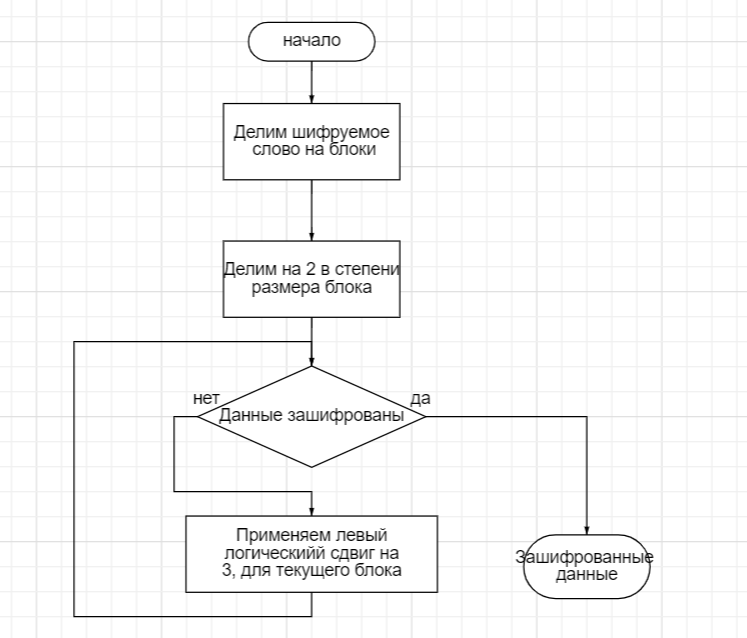 начало
Делим шифруемое
слово на блоки
Делим на 2 в степени
размера блока
нет
да
Данные зашифрованы
Применяем левый
логическийй сдвиг на
3, для текущего блока
Зашифрованные
данные